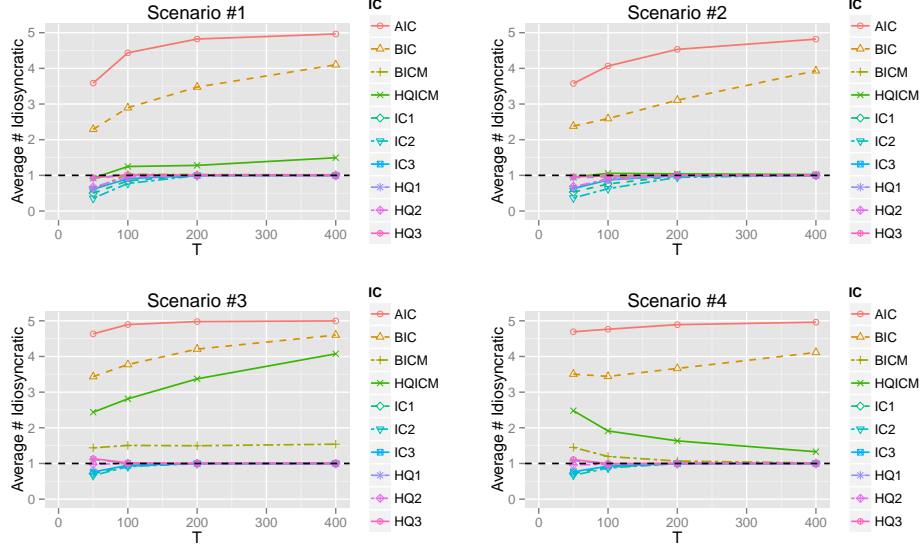 Scenario #1
Average # Idiosyncratic
5
4
3
2
1
0
0
100
200
300
400
T
IC
AIC
BIC
BICM
HQICM
IC1
IC2
IC3
HQ1
HQ2
HQ3
Scenario #2
Average # Idiosyncratic
5
4
3
2
1
0
0
100
200
300
400
T
IC
AIC
BIC
BICM
HQICM
IC1
IC2
IC3
HQ1
HQ2
HQ3
Scenario #3
Average # Idiosyncratic
5
4
3
2
1
0
0
100
200
300
400
T
IC
AIC
BIC
BICM
HQICM
IC1
IC2
IC3
HQ1
HQ2
HQ3
Scenario #4
Average # Idiosyncratic
5
4
3
2
1
0
0
100
200
300
400
T
IC
AIC
BIC
BICM
HQICM
IC1
IC2
IC3
HQ1
HQ2
HQ3